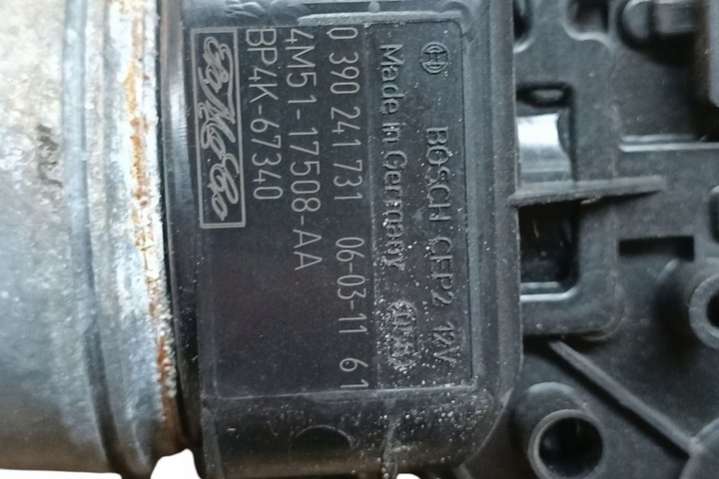 BOSCH CEP2 12V
Made in Germany
0 390 241 731 06-03-11 61
4M51-17508-AA
BP4K-67340
FoMoCo